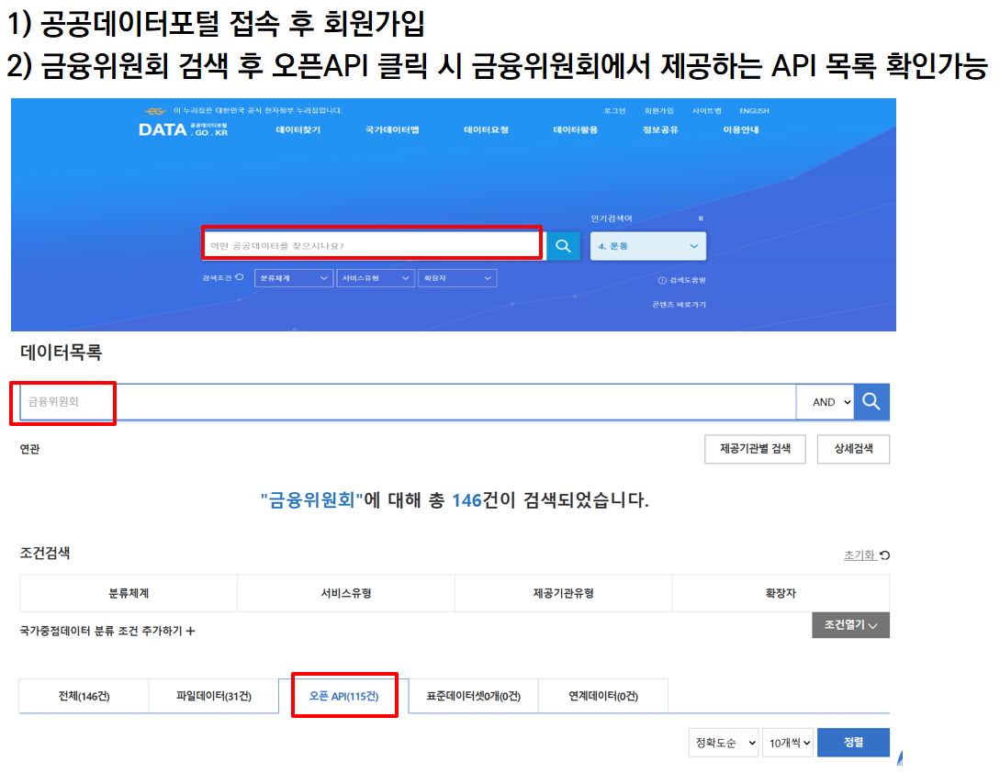 1) 공공데이터포털 접속 후 회원가입
2) 금융위원회 검색 후 오픈API 클릭 시 금융위원회에서 제공하는 API 목록 확인가능
이 누리집은 대한민국 공식 전자정부 누리집입니다.
로그인 회원가입 사이트맵 ENGLISH
DATA 공공데이터포털 .GO.KR 데이터찾기 국가데이터맵 데이터요청 데이터활용 정보공유 이용안내
인기검색어
어떤 공공데이터를 찾으시나요? 4. 운동
검색조건 분류체계 서비스유형 확장자 검색도움말
콘텐츠 바로가기
데이터목록
금융위원회 AND
연관 제공기관별 검색 상세검색
"금융위원회"에 대해 총 146건이 검색되었습니다.
조건검색 초기화
분류체계 서비스유형 제공기관유형 확장자
국가중점데이터 분류 조건 추가하기 + 조건열기
전체(146건) 파일데이터(31건) 오픈 API(115건) 표준데이터셋0개(0건) 연계데이터(0건)
정확도순 10개씩 정렬